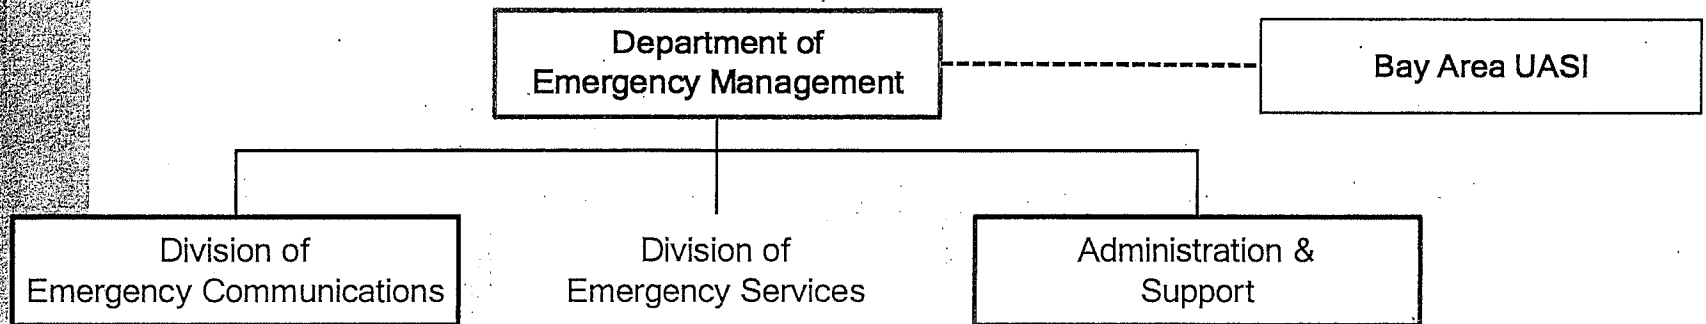 Department of
Emergency Management
Bay Area UASI
Division of
Emergency Communications
Division of
Emergency Services
Administration &
Support